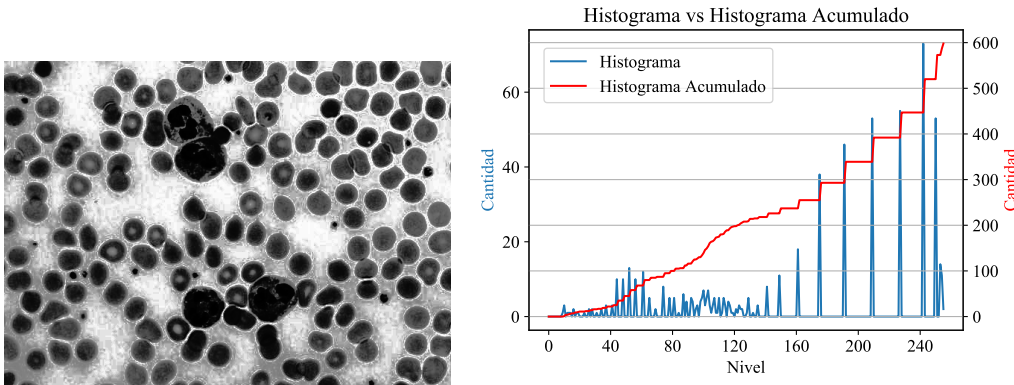 Histograma vs Histograma Acumulado
Histograma
Histograma Acumulado
60
40
20
0
Cantidad
600
500
400
300
200
100
0
Cantidad
0 40 80 120 160 200 240
Nivel